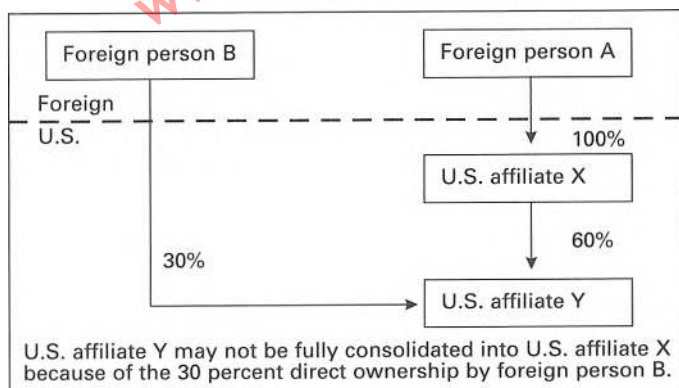 Foreign person B
Foreign person A
Foreign
U.S.
100%
U.S. affiliate X
60%
30%
U.S. affiliate Y
U.S. affiliate Y may not be fully consolidated into U.S. affiliate X
because of the 30 percent direct ownership by foreign person B.